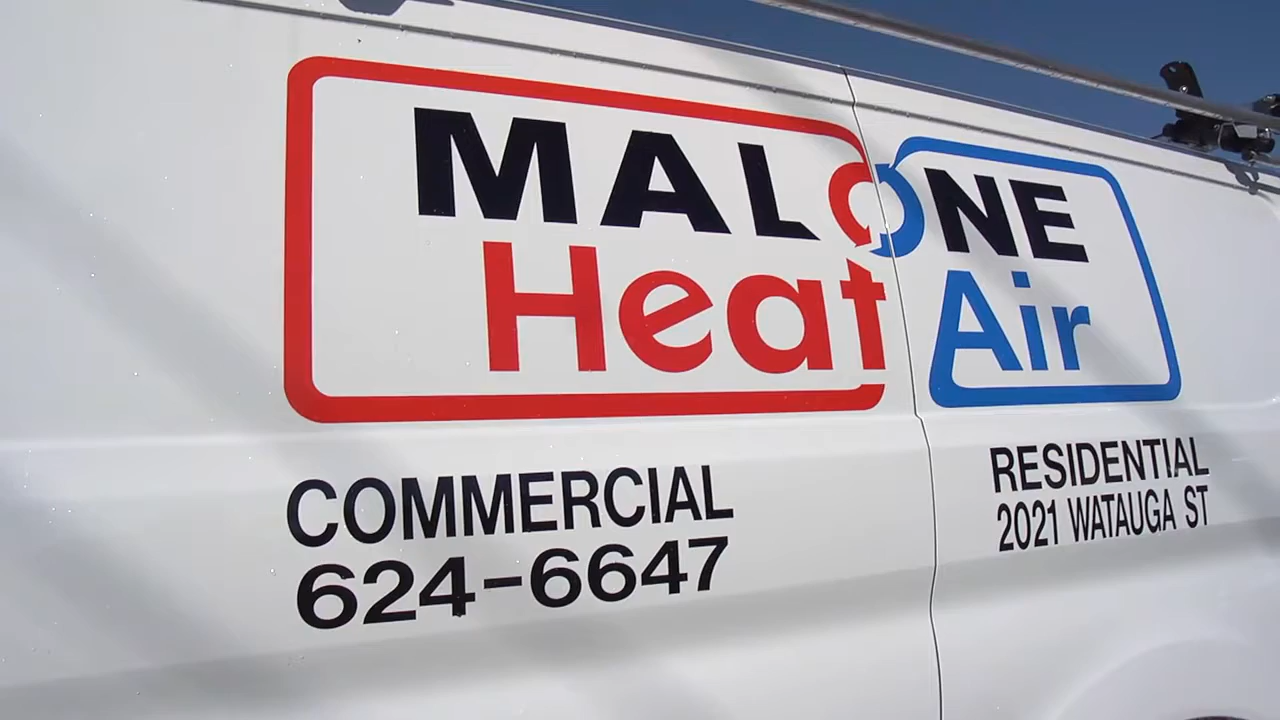 MALONE
Heat Air
COMMERCIAL
624-6647
RESIDENTIAL
2021 WATAUGA ST